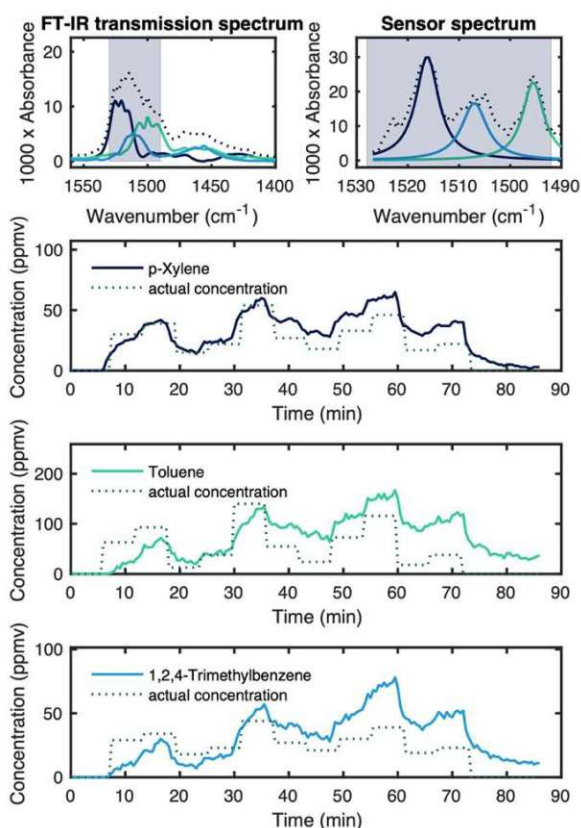 FT-IR transmission spectrum
1000 x Absorbance
20
10
0
1550
1500
1450
1400
Wavenumber (cm-1)
Sensor spectrum
1000 x Absorbance
30
20
10
0
1530
1520
1510
1500
1490
Wavenumber (cm-1)
Concentration (ppmv)
100
50
0
p-Xylene
actual concentration
0 10 20 30 40 50 60 70 80 90
Time (min)
Concentration (ppmv)
200
100
0
Toluene
actual concentration
0 10 20 30 40 50 60 70 80 90
Time (min)
Concentration (ppmv)
100
50
0
1,2,4-Trimethylbenzene
actual concentration
0 10 20 30 40 50 60 70 80 90
Time (min)